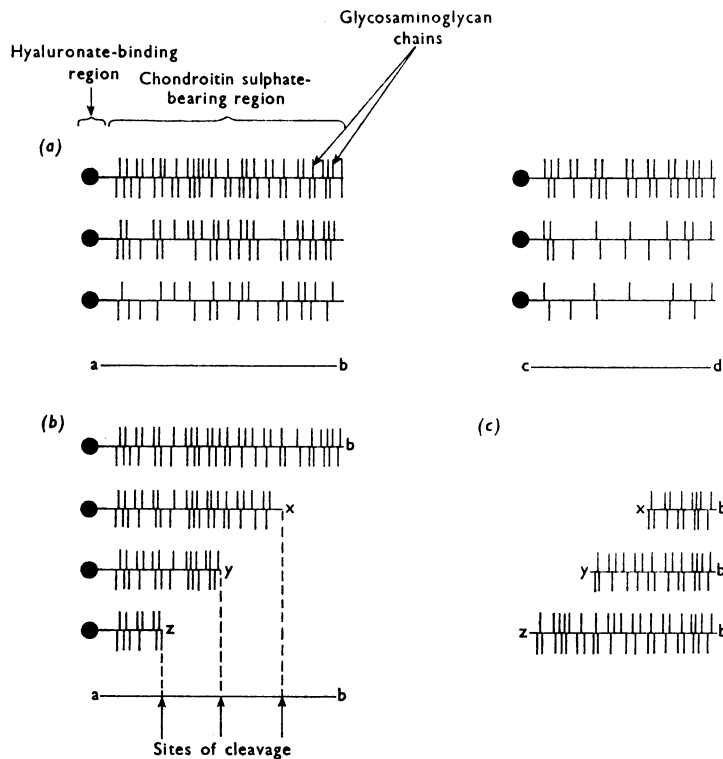 Glycosaminoglycan
chains
Hyaluronate-binding
region
Chondroitin sulphate-
bearing region
(a)
a
b
c
d
(b)
b
x
y
z
a
b
Sites of cleavage
(c)
x
b
y
b
z
b